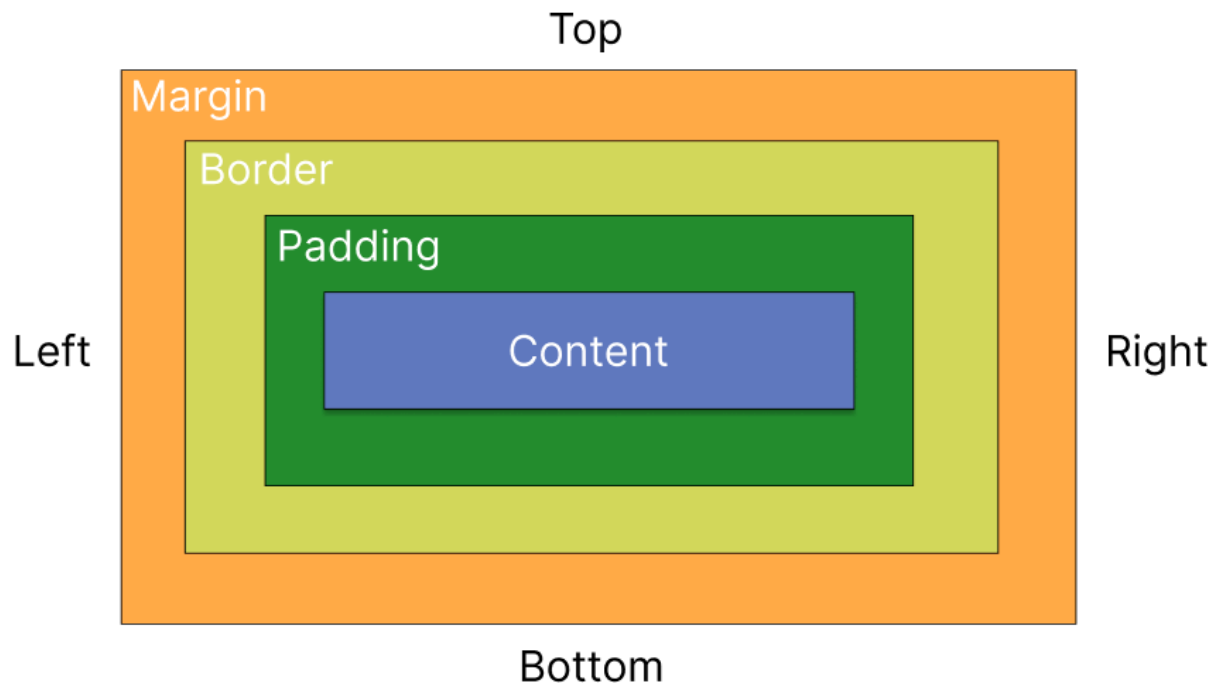 Top
Margin
Border
Padding
Left
Content
Right
Bottom